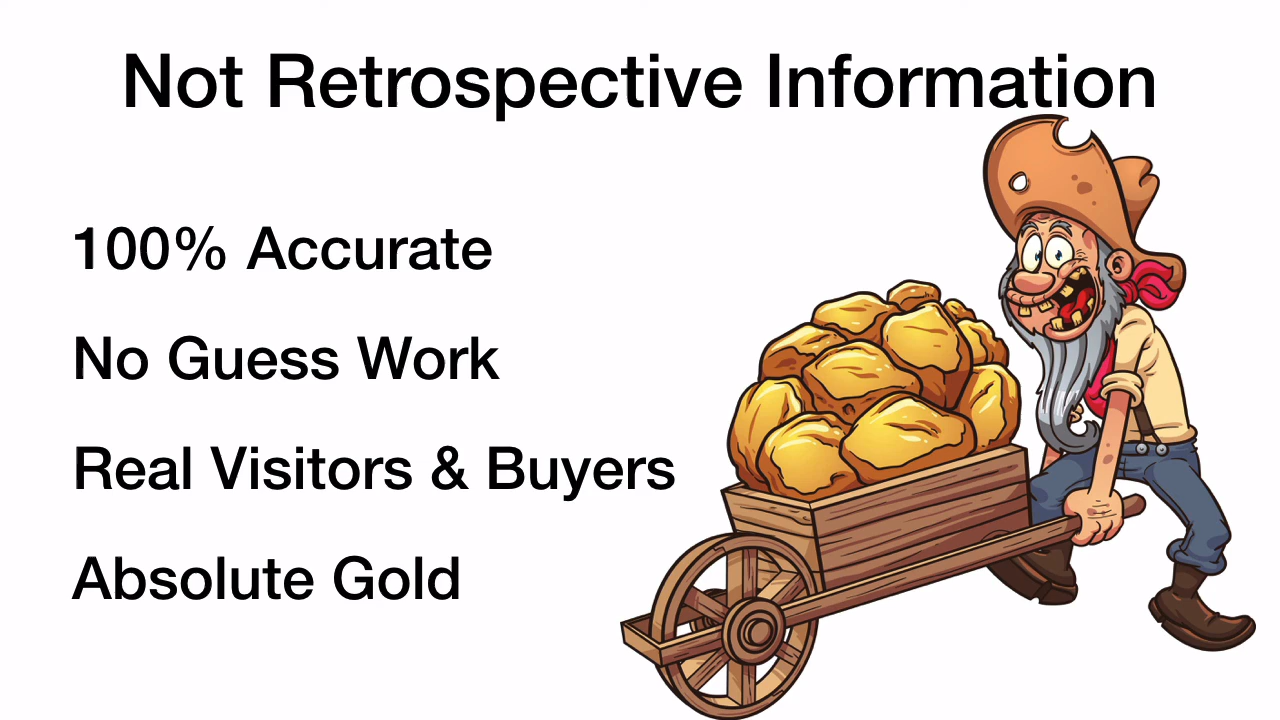 Not Retrospective Information
100% Accurate
No Guess Work
Real Visitors & Buyers
Absolute Gold